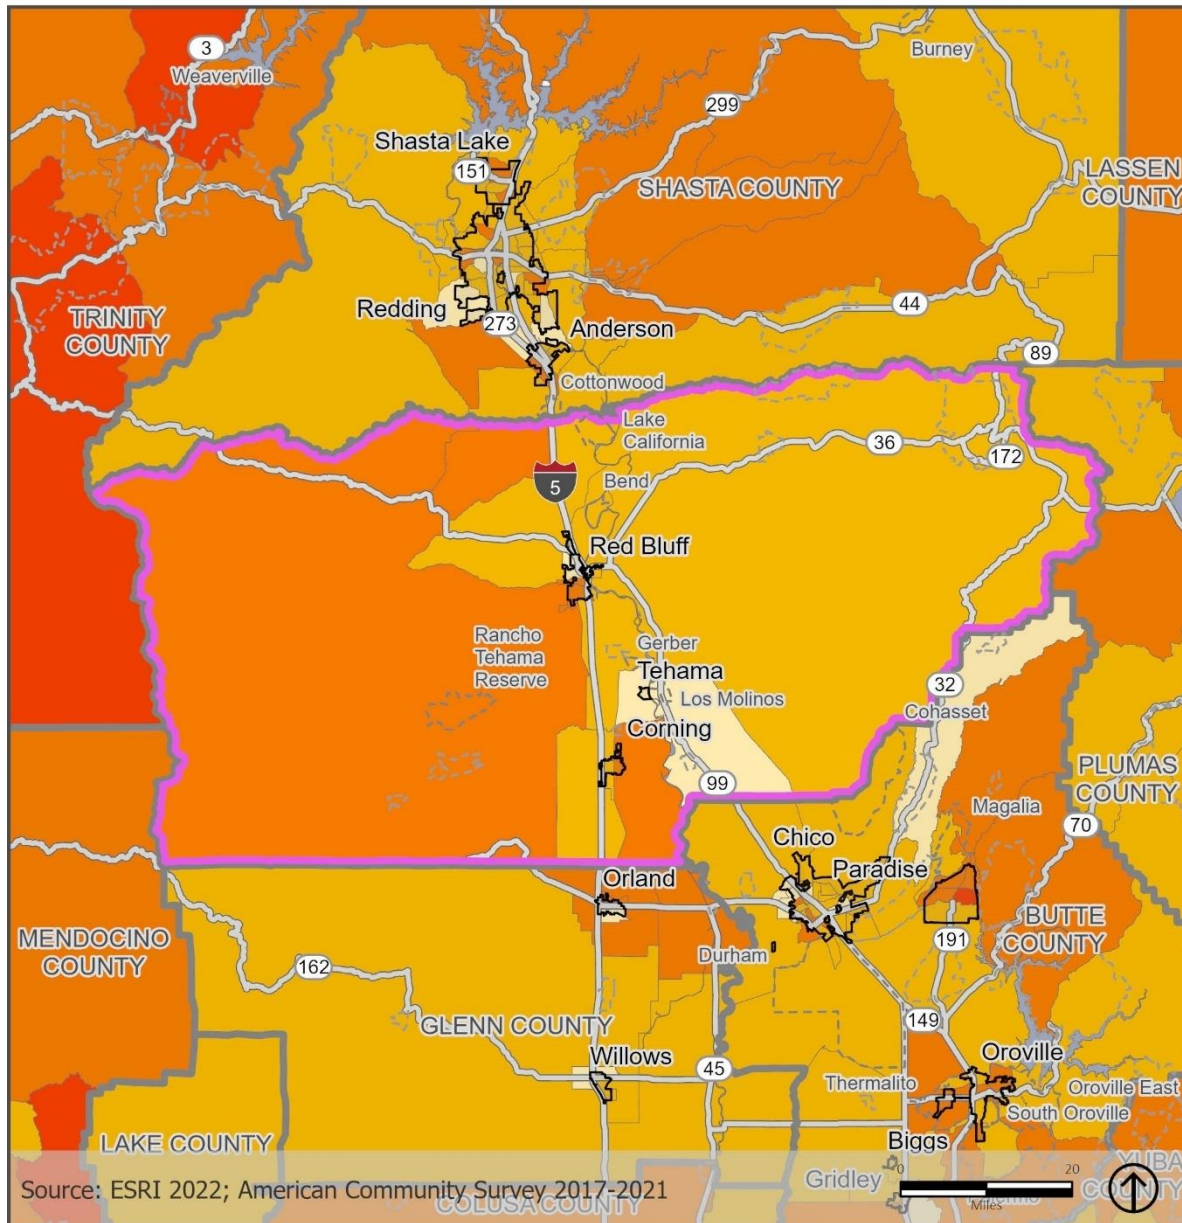 3
Weaverville
Burney
299
Shasta Lake
151
SHASTA COUNTY
LASSEN
COUNTY
TRINITY
COUNTY
Redding
273
Anderson
44
89
Cottonwood
Lake
California
36
172
5
Bend
Red Bluff
Rancho
Tehama
Reserve
Gerber
Tehama
Los Molinos
32
Cohasset
Corning
99
PLUMAS
COUNTY
Magalia
70
Chico
Paradise
Orland
MENDOCINO
COUNTY
BUTTE
COUNTY
191
Durham
162
GLENN COUNTY
149
Willows
45
Oroville
Thermalito
Oroville East
South Oroville
Biggs
LAKE COUNTY
YUBA
COUNTY
Gridley
0
20
Miles
Source: ESRI 2022; American Community Survey 2017-2021
COLUSA COUNTY